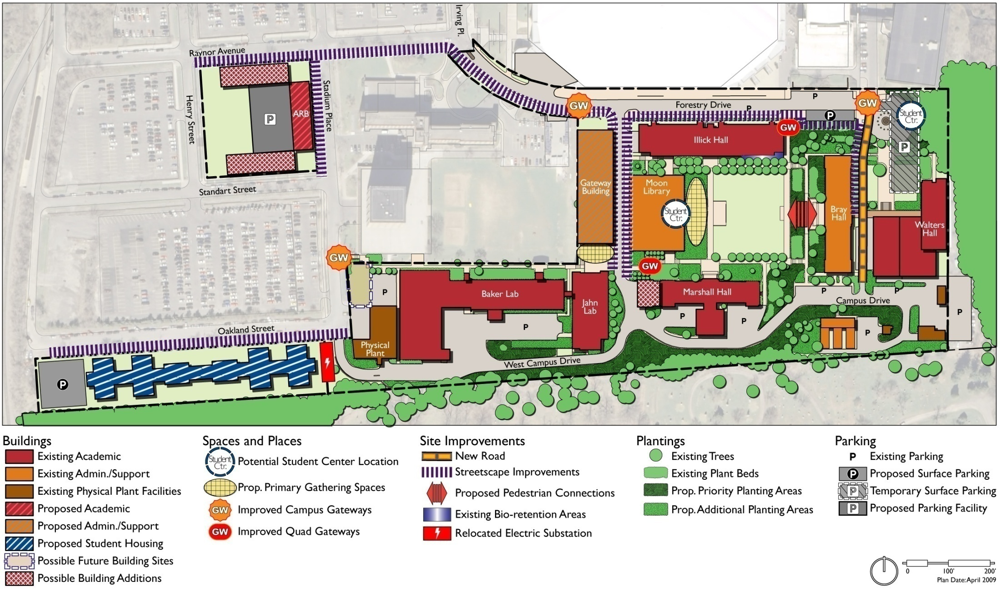 Irving Pl.
Raynor Avenue
Henry Street
Stadium Place
P
ARB
Standart Street
GW
Forestry Drive
P
P
P
GW
Student
Ctr.
P
GW
Illick Hall
Gateway
Building
Moon
Library
Student
Ctr.
Bray
Hall
Walters
Hall
GW
GW
P
Baker Lab
Jahn
Lab
Marshall Hall
P
P
Campus Drive
P
P
P
P
P
Oakland Street
Physical
Plant
West Campus Drive
P
Buildings
Existing Academic
Existing Admin./Support
Existing Physical Plant Facilities
Proposed Academic
Proposed Admin./Support
Proposed Student Housing
Possible Future Building Sites
Possible Building Additions
Spaces and Places
Student
Ctr.
Potential Student Center Location
Prop. Primary Gathering Spaces
GW Improved Campus Gateways
GW Improved Quad Gateways
Site Improvements
New Road
Streetscape Improvements
Proposed Pedestrian Connections
Existing Bio-retention Areas
Relocated Electric Substation
Plantings
Existing Trees
Existing Plant Beds
Prop. Priority Planting Areas
Prop. Additional Planting Areas
Parking
P Existing Parking
P Proposed Surface Parking
P Temporary Surface Parking
P Proposed Parking Facility
0 100' 200'
Plan Date: April 2009